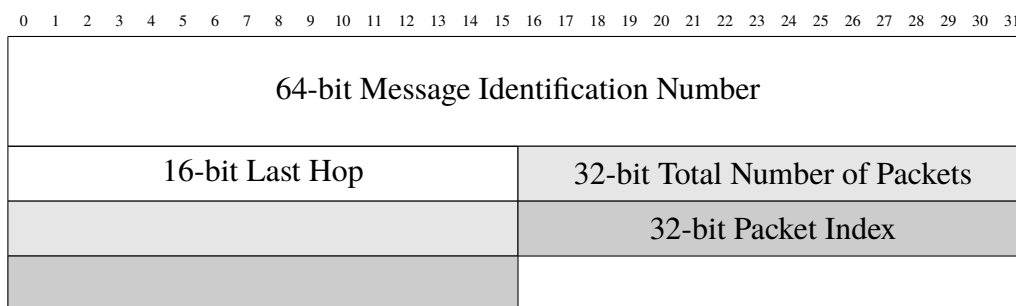 0 1 2 3 4 5 6 7 8 9 10 11 12 13 14 15 16 17 18 19 20 21 22 23 24 25 26 27 28 29 30 31
64-bit Message Identification Number
16-bit Last Hop 32-bit Total Number of Packets
32-bit Packet Index